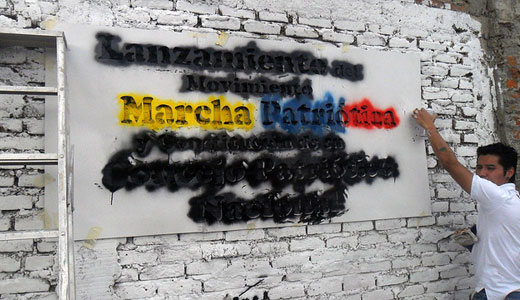 Lanzamiento del
Movimiento
Marcha Patriótica
y Constitución de su
Consejo Patriótico
Nacional